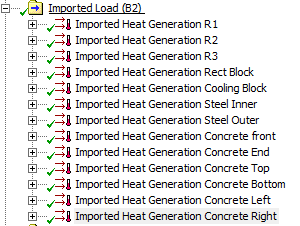 Imported Load (B2)
Imported Heat Generation R1
Imported Heat Generation R2
Imported Heat Generation R3
Imported Heat Generation Rect Block
Imported Heat Generation Cooling Block
Imported Heat Generation Steel Inner
Imported Heat Generation Steel Outer
Imported Heat Generation Concrete front
Imported Heat Generation Concrete End
Imported Heat Generation Concrete Top
Imported Heat Generation Concrete Bottom
Imported Heat Generation Concrete Left
Imported Heat Generation Concrete Right